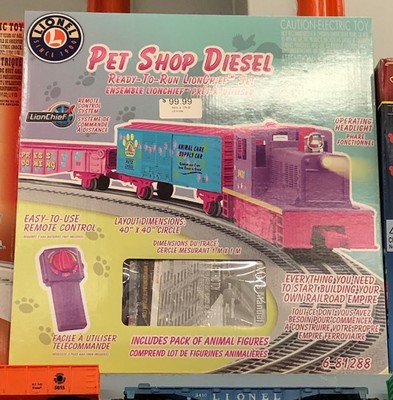 LIONEL
L
SINCE 1900
CAUTION-ELECTRIC TOY
PET SHOP DIESEL
READY-TO-RUN LIONCHIEF SET
ENSEMBLE LIONCHIEF
$99.99
LIONCHIEF
REMOTE
CONTROL
SYSTEM
SYSTÈME DE
COMMANDE
À DISTANCE
OPERATING
HEADLIGHT
PHARE
FONCTIONNEL
ANIMAL CARE
SUPPLY CAR
EASY-TO-USE
REMOTE CONTROL
LAYOUT DIMENSIONS
40" X 40" CIRCLE
DIMENSIONS DU TRACÉ
CERCLE MESURANT 1 M X 1 M
EVERYTHING YOU NEED
TO START BUILDING YOUR
OWN RAILROAD EMPIRE
TOUT CE DONT VOUS AVEZ
BESOIN POUR COMMENCER
À CONSTRUIRE VOTRE PROPRE
EMPIRE FERROVIAIRE
FACILE À UTILISER
TÉLÉCOMMANDE
INCLUDES PACK OF ANIMAL FIGURES
COMPREND LOT DE FIGURINES ANIMALIÈRES
6-81288
LIONEL